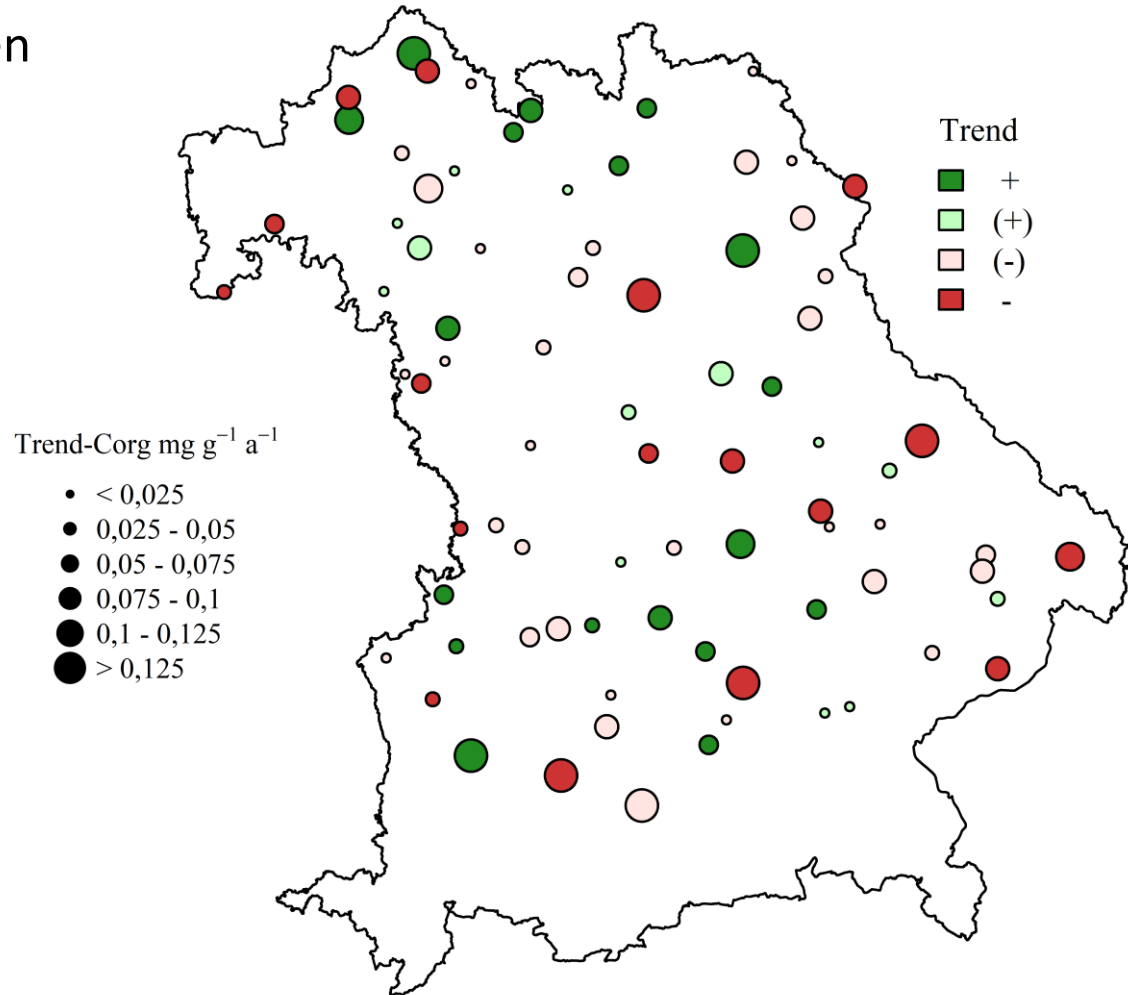 n
Trend
+
(+)
(-)
-
Trend-Corg mg g⁻¹ a⁻¹
< 0,025
0,025 - 0,05
0,05 - 0,075
0,075 - 0,1
0,1 - 0,125
> 0,125